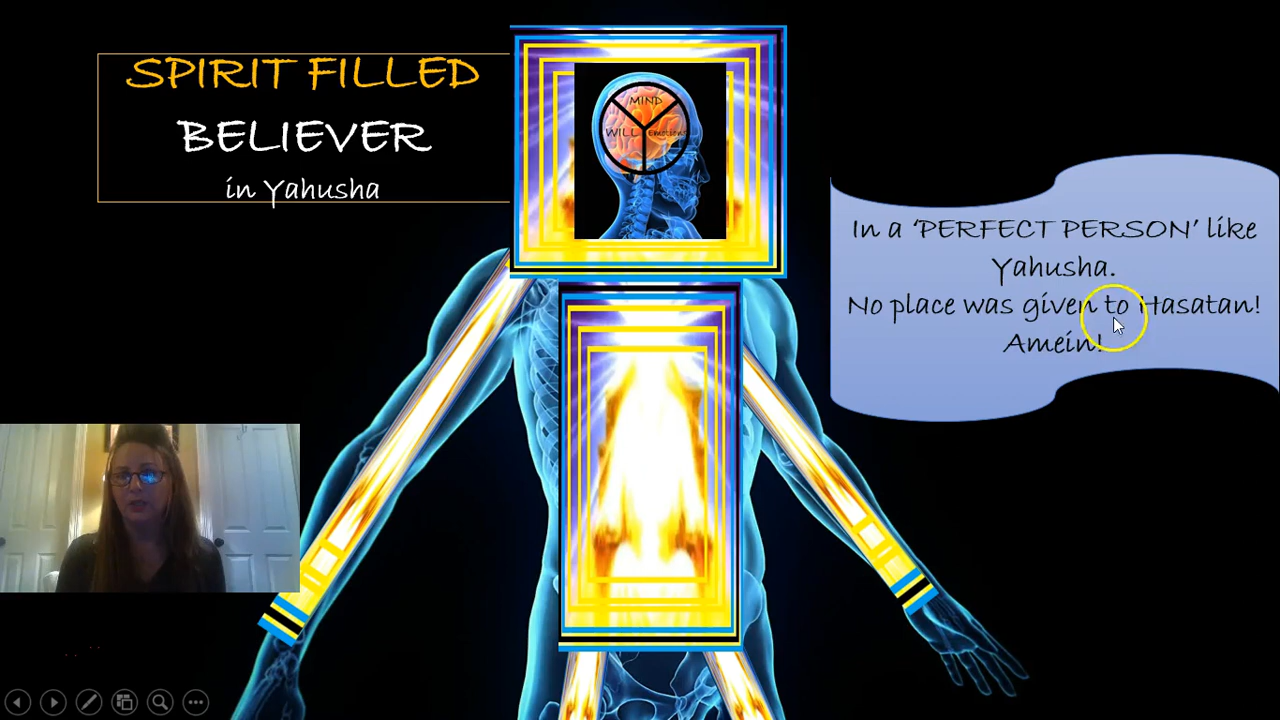 SPIRIT FILLED
BELIEVER
in Yahusha
MIND
WILL Emotions
In a ‘PERFECT PERSON’ like
Yahusha.
No place was given to Hasatan!
Amein!